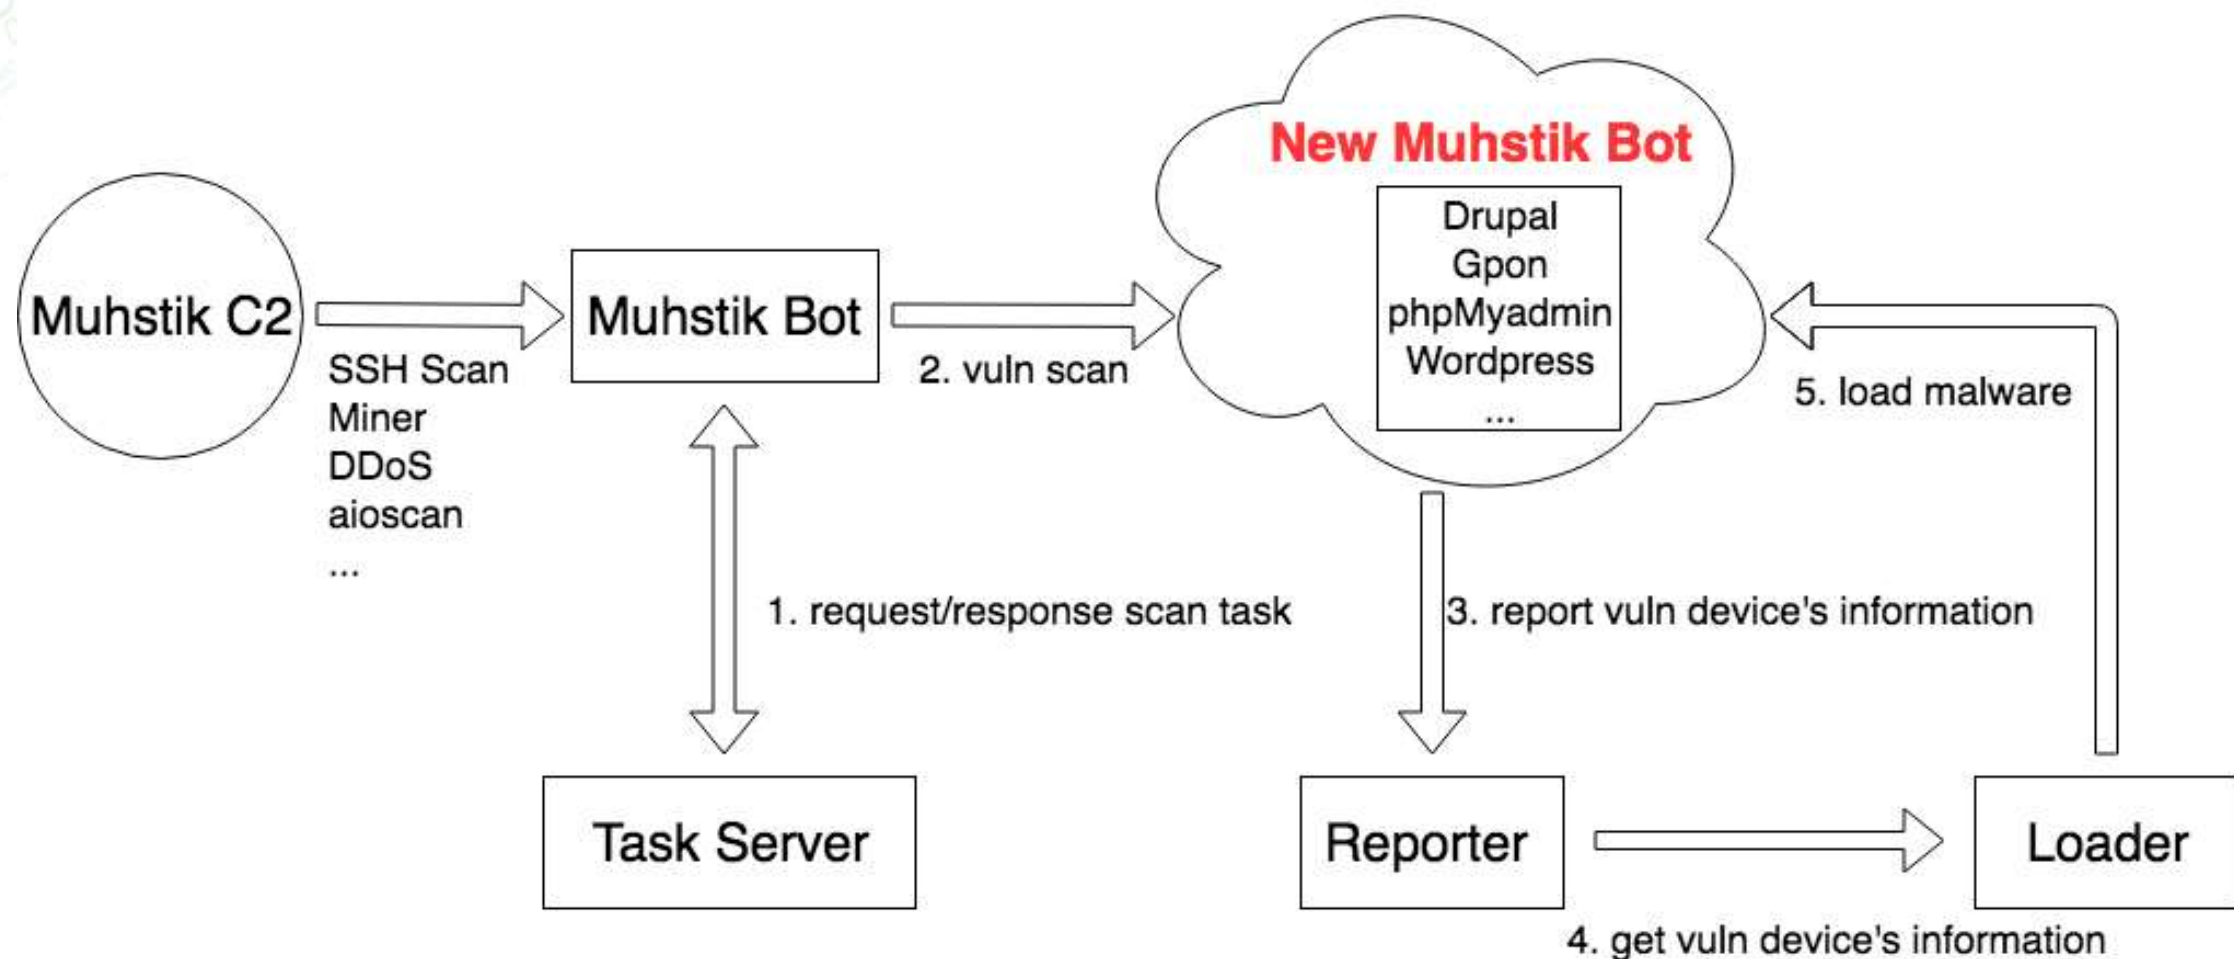 New Muhstik Bot
Drupal
Gpon
phpMyadmin
Wordpress
...
Muhstik C2
SSH Scan
Miner
DDoS
aioscan
...
Muhstik Bot
2. vuln scan
5. load malware
1. request/response scan task
3. report vuln device's information
Task Server
Reporter
Loader
4. get vuln device's information